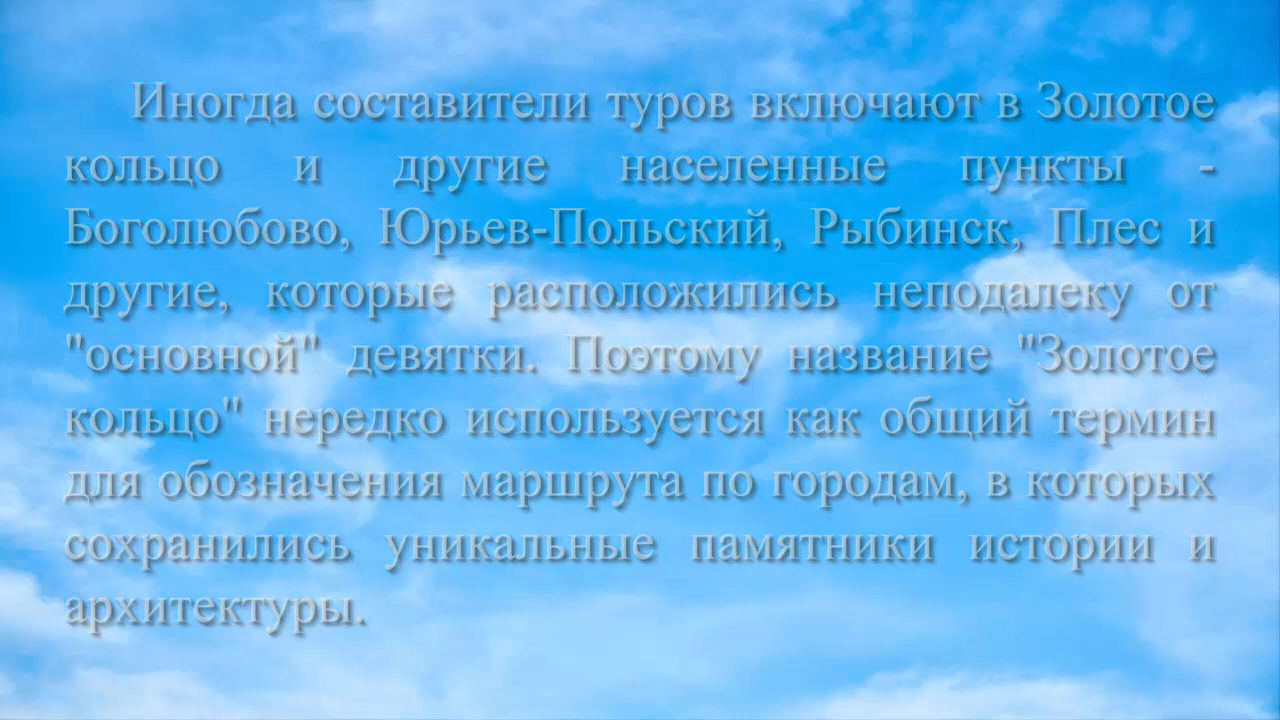 Иногда составители туров включают в Золотое
кольцо и другие населенные пункты -
Боголюбово, Юрьев-Польский, Рыбинск, Плес и
другие, которые расположились неподалеку от
"основной" девятки. Поэтому название "Золотое
кольцо" нередко используется как общий термин
для обозначения маршрута по городам, в которых
сохранились уникальные памятники истории и
архитектуры.